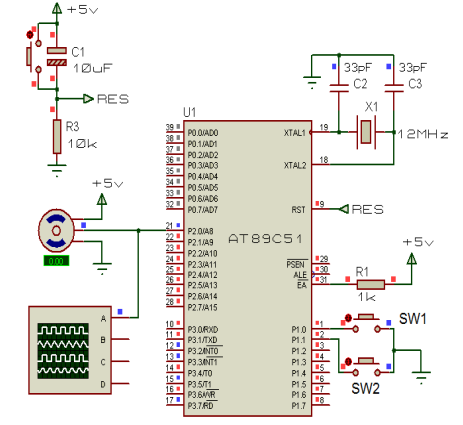 +5v
C1
10uF
RES
R3
10k
33pF
33pF
C2
C3
X1
12MHz
+5v
0.00
A
B
C
D
U1
39 P0.0/AD0
38 P0.1/AD1
37 P0.2/AD2
36 P0.3/AD3
35 P0.4/AD4
34 P0.5/AD5
33 P0.6/AD6
32 P0.7/AD7
21 P2.0/A8
22 P2.1/A9
23 P2.2/A10
24 P2.3/A11
25 P2.4/A12
26 P2.5/A13
27 P2.6/A14
28 P2.7/A15
10 P3.0/RXD
11 P3.1/TXD
12 P3.2/INT0
13 P3.3/INT1
14 P3.4/T0
15 P3.5/T1
16 P3.6/WR
17 P3.7/RD
XTAL1 19
XTAL2 18
RST 9
RES
AT89C51
PSEN 29
ALE 30
EA 31
P1.0 1
P1.1 2
P1.2 3
P1.3 4
P1.4 5
P1.5 6
P1.6 7
P1.7 8
+5v
R1
1k
SW1
SW2